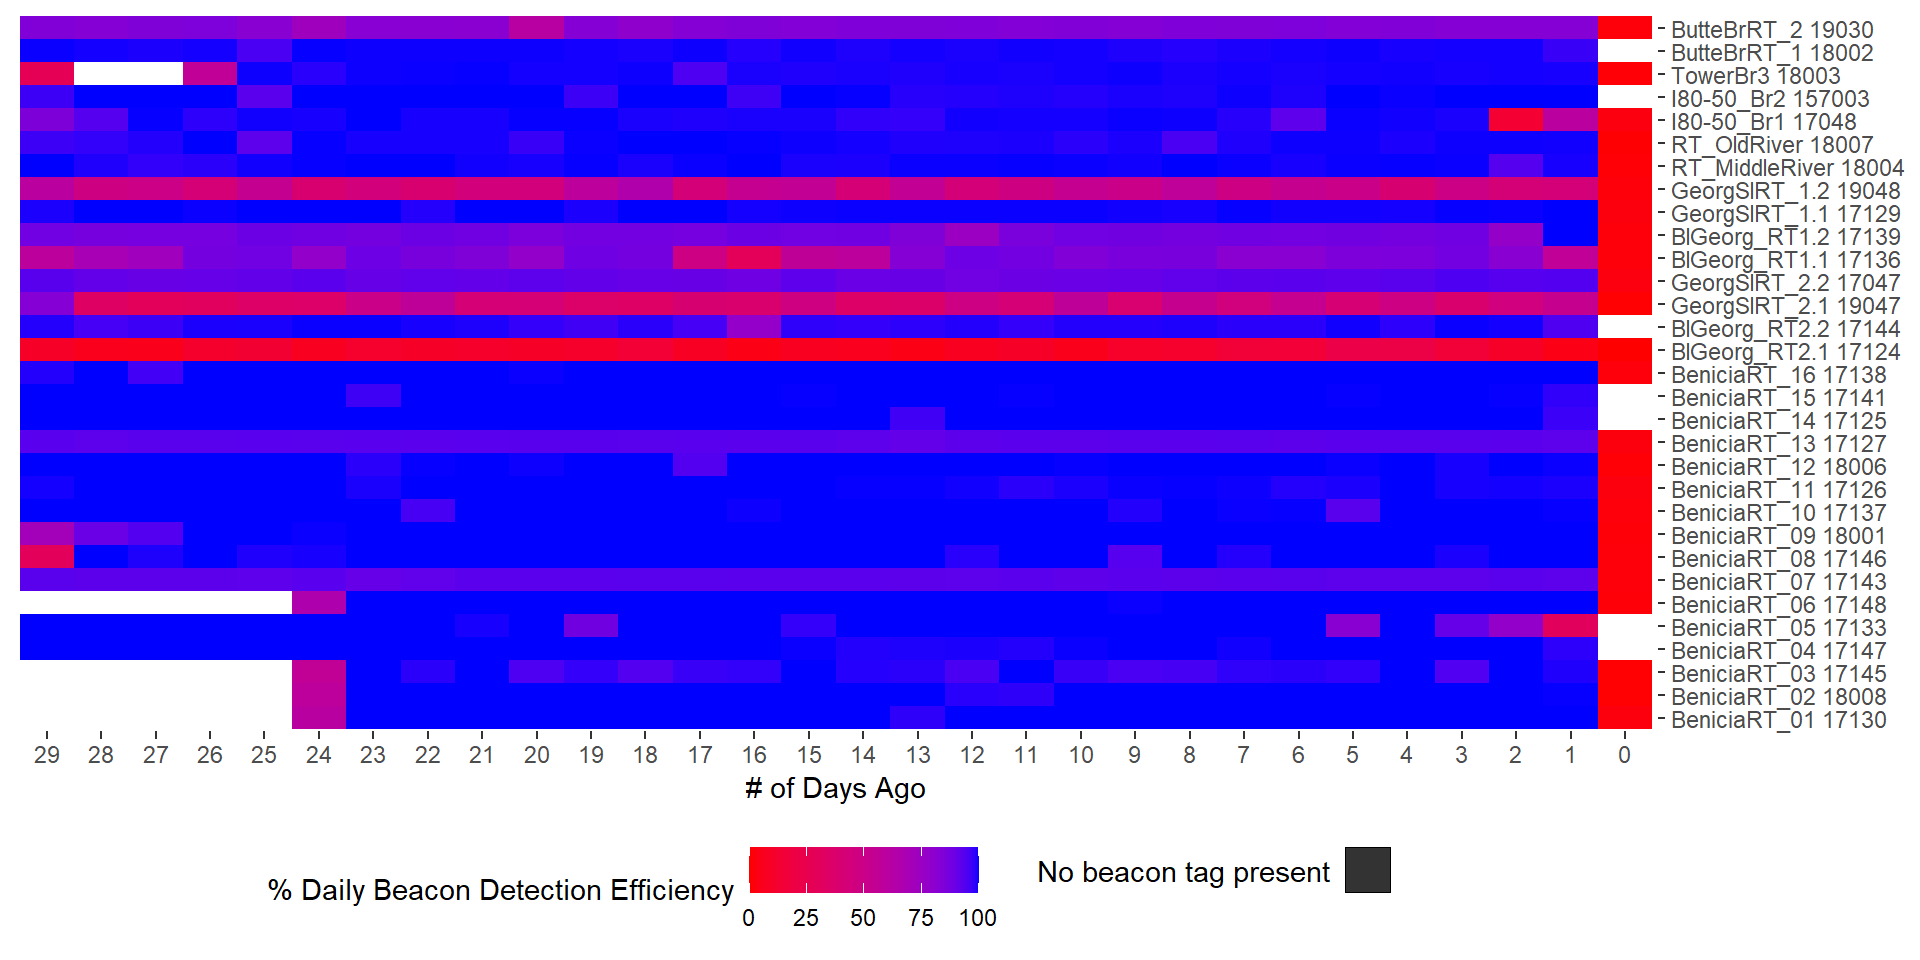 ButteBrRT_2 19030
ButteBrRT_1 18002
TowerBr3 18003
I80-50_Br2 157003
I80-50_Br1 17048
RT_OldRiver 18007
RT_MiddleRiver 18004
GeorgSlRT_1.2 19048
GeorgSlRT_1.1 17129
BlGeorg_RT1.2 17139
BlGeorg_RT1.1 17136
GeorgSlRT_2.2 17047
GeorgSlRT_2.1 19047
BlGeorg_RT2.2 17144
BlGeorg_RT2.1 17124
BeniciaRT_16 17138
BeniciaRT_15 17141
BeniciaRT_14 17125
BeniciaRT_13 17127
BeniciaRT_12 18006
BeniciaRT_11 17126
BeniciaRT_10 17137
BeniciaRT_09 18001
BeniciaRT_08 17146
BeniciaRT_07 17143
BeniciaRT_06 17148
BeniciaRT_05 17133
BeniciaRT_04 17147
BeniciaRT_03 17145
BeniciaRT_02 18008
BeniciaRT_01 17130
29 28 27 26 25 24 23 22 21 20 19 18 17 16 15 14 13 12 11 10 9 8 7 6 5 4 3 2 1 0
# of Days Ago
% Daily Beacon Detection Efficiency
0 25 50 75 100
No beacon tag present